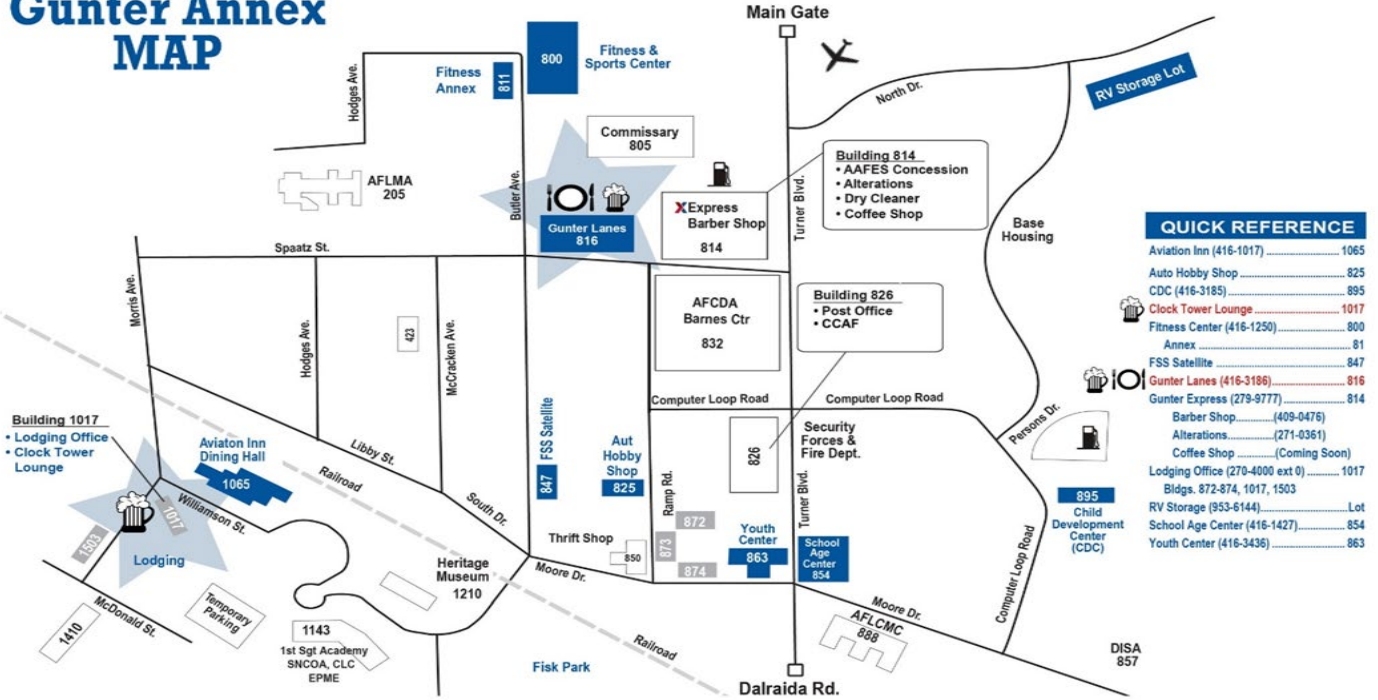 Gunter Annex
MAP
Main Gate
Hodges Ave.
Fitness
Annex
811
800
Fitness &
Sports Center
North Dr.
RV Storage Lot
Commissary
805
AFLMA
205
Butler Ave.
Gunter Lanes
816
XExpress
Barber Shop
814
Building 814
• AAFES Concession
• Alterations
• Dry Cleaner
• Coffee Shop
Turner Blvd.
Base
Housing
Spaatz St.
Morris Ave.
Hodges Ave.
423
McCracken Ave.
AFCDA
Barnes Ctr
832
Building 826
• Post Office
• CCAF
Computer Loop Road
Computer Loop Road
Persons Dr.
Building 1017
• Lodging Office
• Clock Tower
Lounge
Aviaton Inn
Dining Hall
1065
Libby St.
Railroad
South Dr.
FSS Satellite
847
Aut
Hobby
Shop
825
Ramp Rd.
826
Security
Forces &
Fire Dept.
Turner Blvd.
872
873
874
Youth
Center
863
School
Age
Center
854
895
Child
Development
Center
(CDC)
Computer Loop Road
Williamson St.
1017
1503
Lodging
Thrift Shop
850
Moore Dr.
Heritage
Museum
1210
McDonald St.
1410
Temporary
Parking
1143
1st Sgt Academy
SNCOA, CLC
EPME
Fisk Park
Railroad
Moore Dr.
AFLCMC
888
DISA
857
Dalraida Rd.
QUICK REFERENCE
Aviation Inn (416-1017) ........ 1065
Auto Hobby Shop ........ 825
CDC (416-3185) ........ 895
Clock Tower Lounge ........ 1017
Fitness Center (416-1250) ........ 800
Annex ........ 81
FSS Satellite ........ 847
Gunter Lanes (416-3186) ........ 816
Gunter Express (279-9777) ........ 814
Barber Shop ........ (409-0476)
Alterations ........ (271-0361)
Coffee Shop ........ (Coming Soon)
Lodging Office (270-4000 ext 0) ........ 1017
Bldgs. 872-874, 1017, 1503
RV Storage (953-6144) ........ Lot
School Age Center (416-1427) ........ 854
Youth Center (416-3436) ........ 863